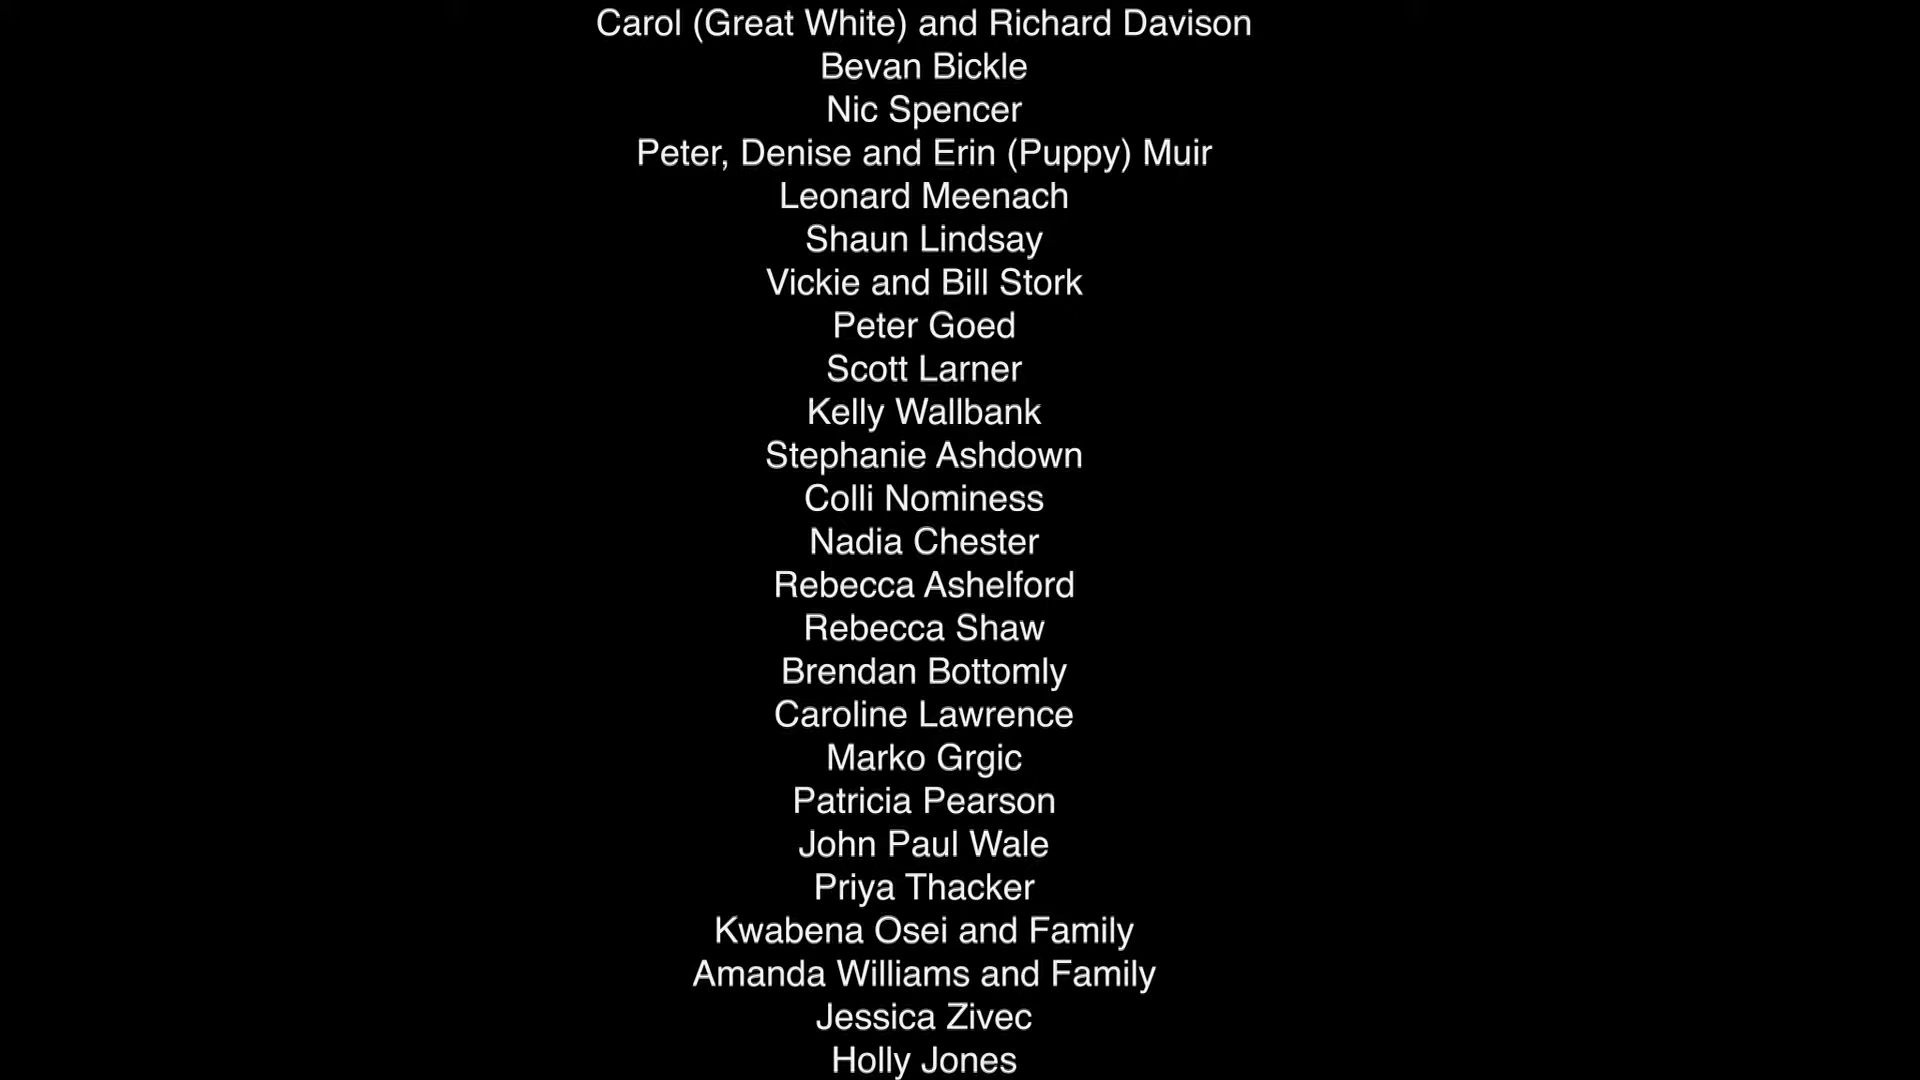 Carol (Great White) and Richard Davison
Bevan Bickle
Nic Spencer
Peter, Denise and Erin (Puppy) Muir
Leonard Meenach
Shaun Lindsay
Vickie and Bill Stork
Peter Goed
Scott Larner
Kelly Wallbank
Stephanie Ashdown
Colli Nominess
Nadia Chester
Rebecca Ashelford
Rebecca Shaw
Brendan Bottomly
Caroline Lawrence
Marko Grgic
Patricia Pearson
John Paul Wale
Priya Thacker
Kwabena Osei and Family
Amanda Williams and Family
Jessica Zivec
Holly Jones